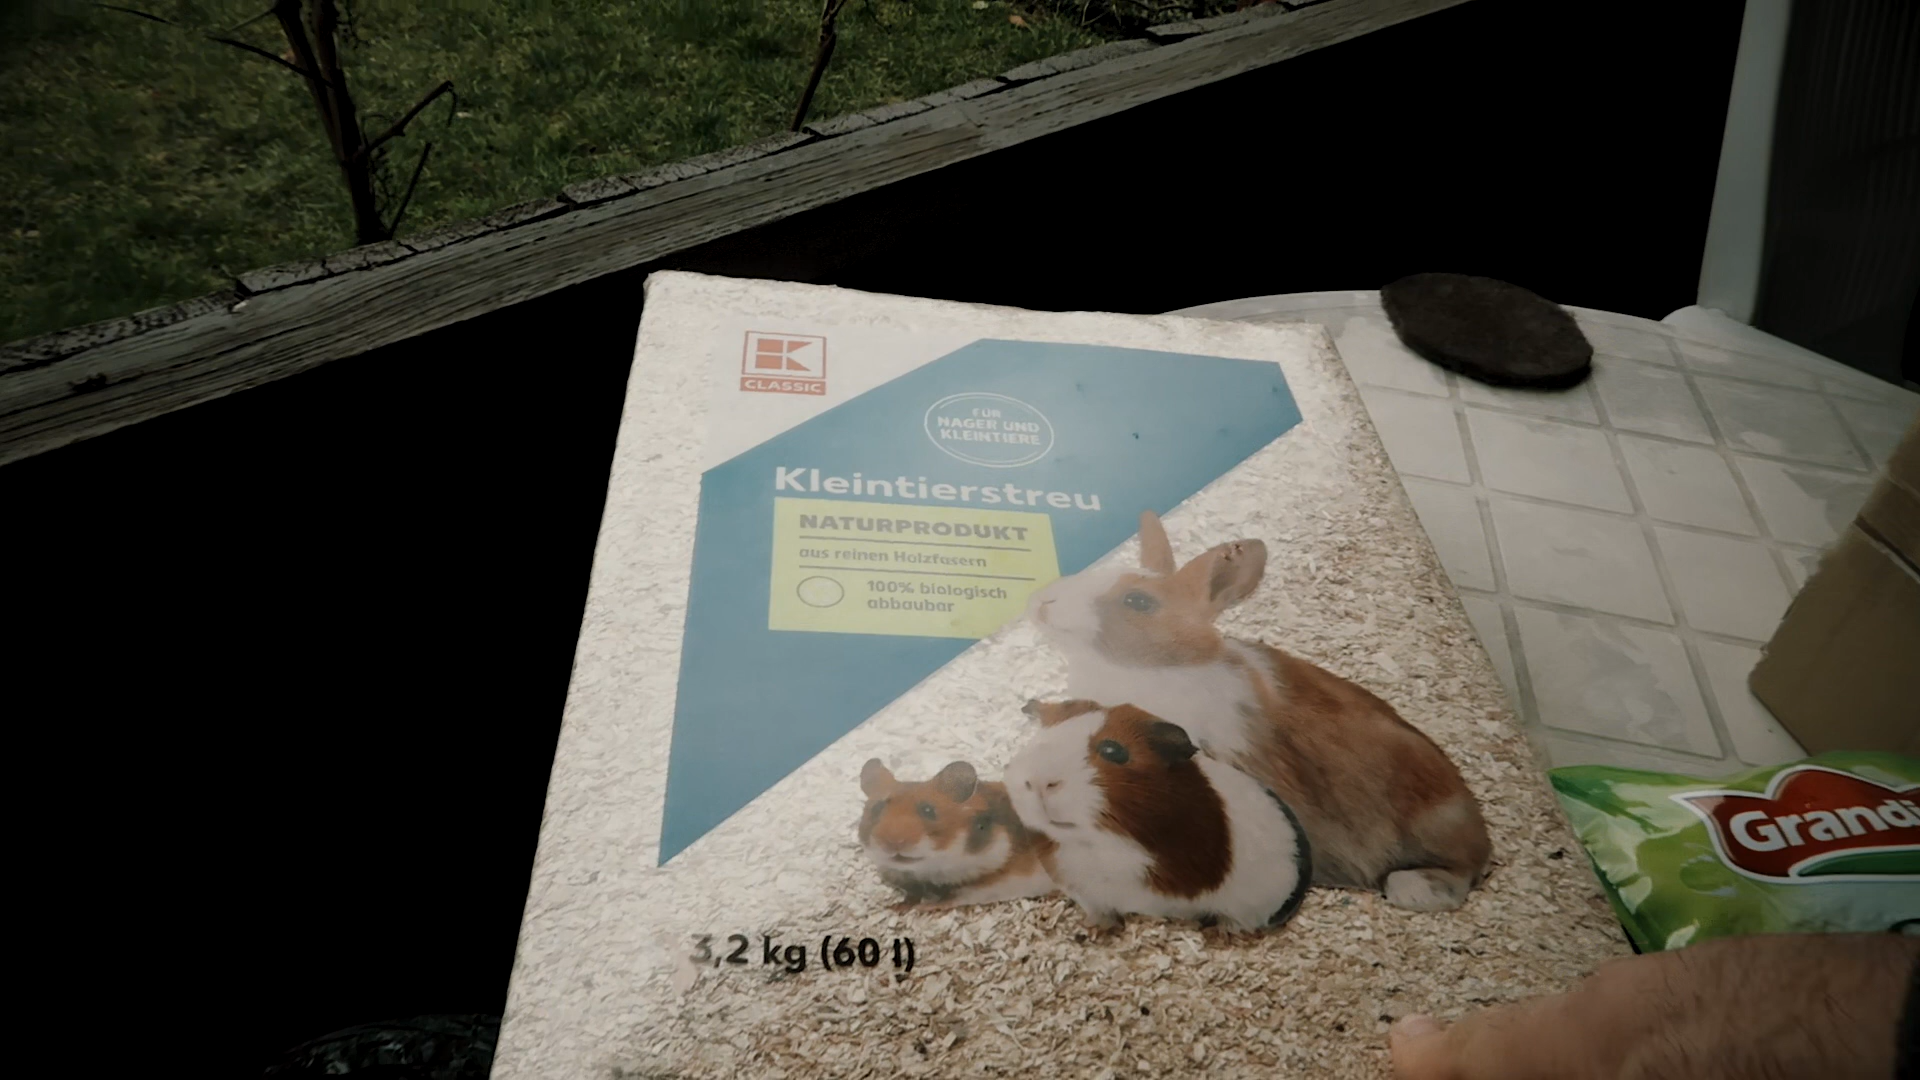 K
CLASSIC
FÜR
NAGER UND
KLEINTIERE
Kleintierstreu
NATURPRODUKT
aus reinen Holzfasern
100% biologisch
abbaubar
3,2 kg (60 l)
Grandi